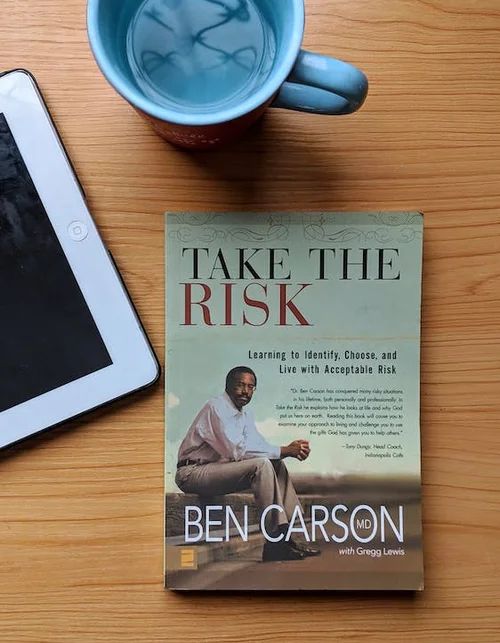 TAKE THE
RISK
Learning to Identify, Choose, and
Live with Acceptable Risk
"Dr. Ben Carson has conquered many risky situations
in his lifetime, both personally and professionally. In
Take the Risk he explains how he looks at life and why God
put us here on earth. Reading this book will cause you to
examine your approach to living and challenge you to use
the gifts God has given you to help others."
—Tony Dungy, Head Coach,
Indianapolis Colts
BEN CARSON MD
with Gregg Lewis